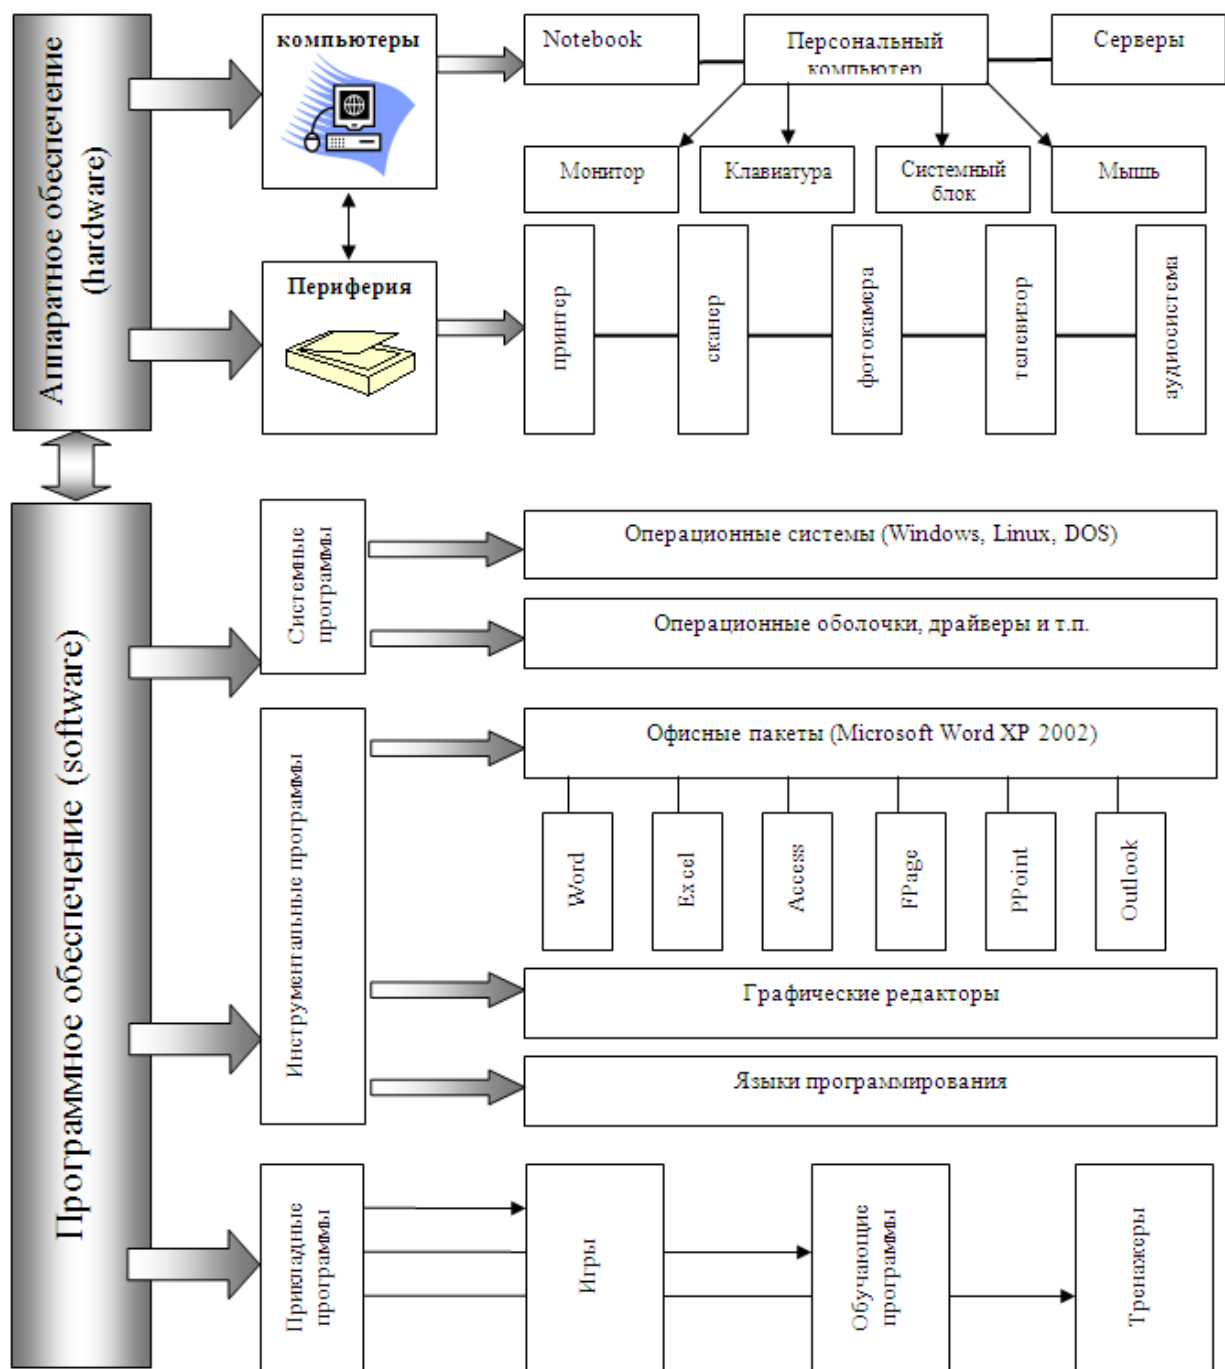 Аппаратное обеспечение
(hardware)
компьютеры
Notebook
Персональный
компьютер
Серверы
Монитор
Клавиатура
Системный
блок
Мышь
Периферия
принтер
сканер
фотокамера
телевизор
аудиосистема
Программное обеспечение (software)
Системные
программы
Операционные системы (Windows, Linux, DOS)
Операционные оболочки, драйверы и т.п.
Инструментальные программы
Офисные пакеты (Microsoft Word XP 2002)
Word
Excel
Access
FPage
PPoint
Outlook
Графические редакторы
Языки программирования
Прикладные
программы
Игры
Обучающие
программы
Тренажеры